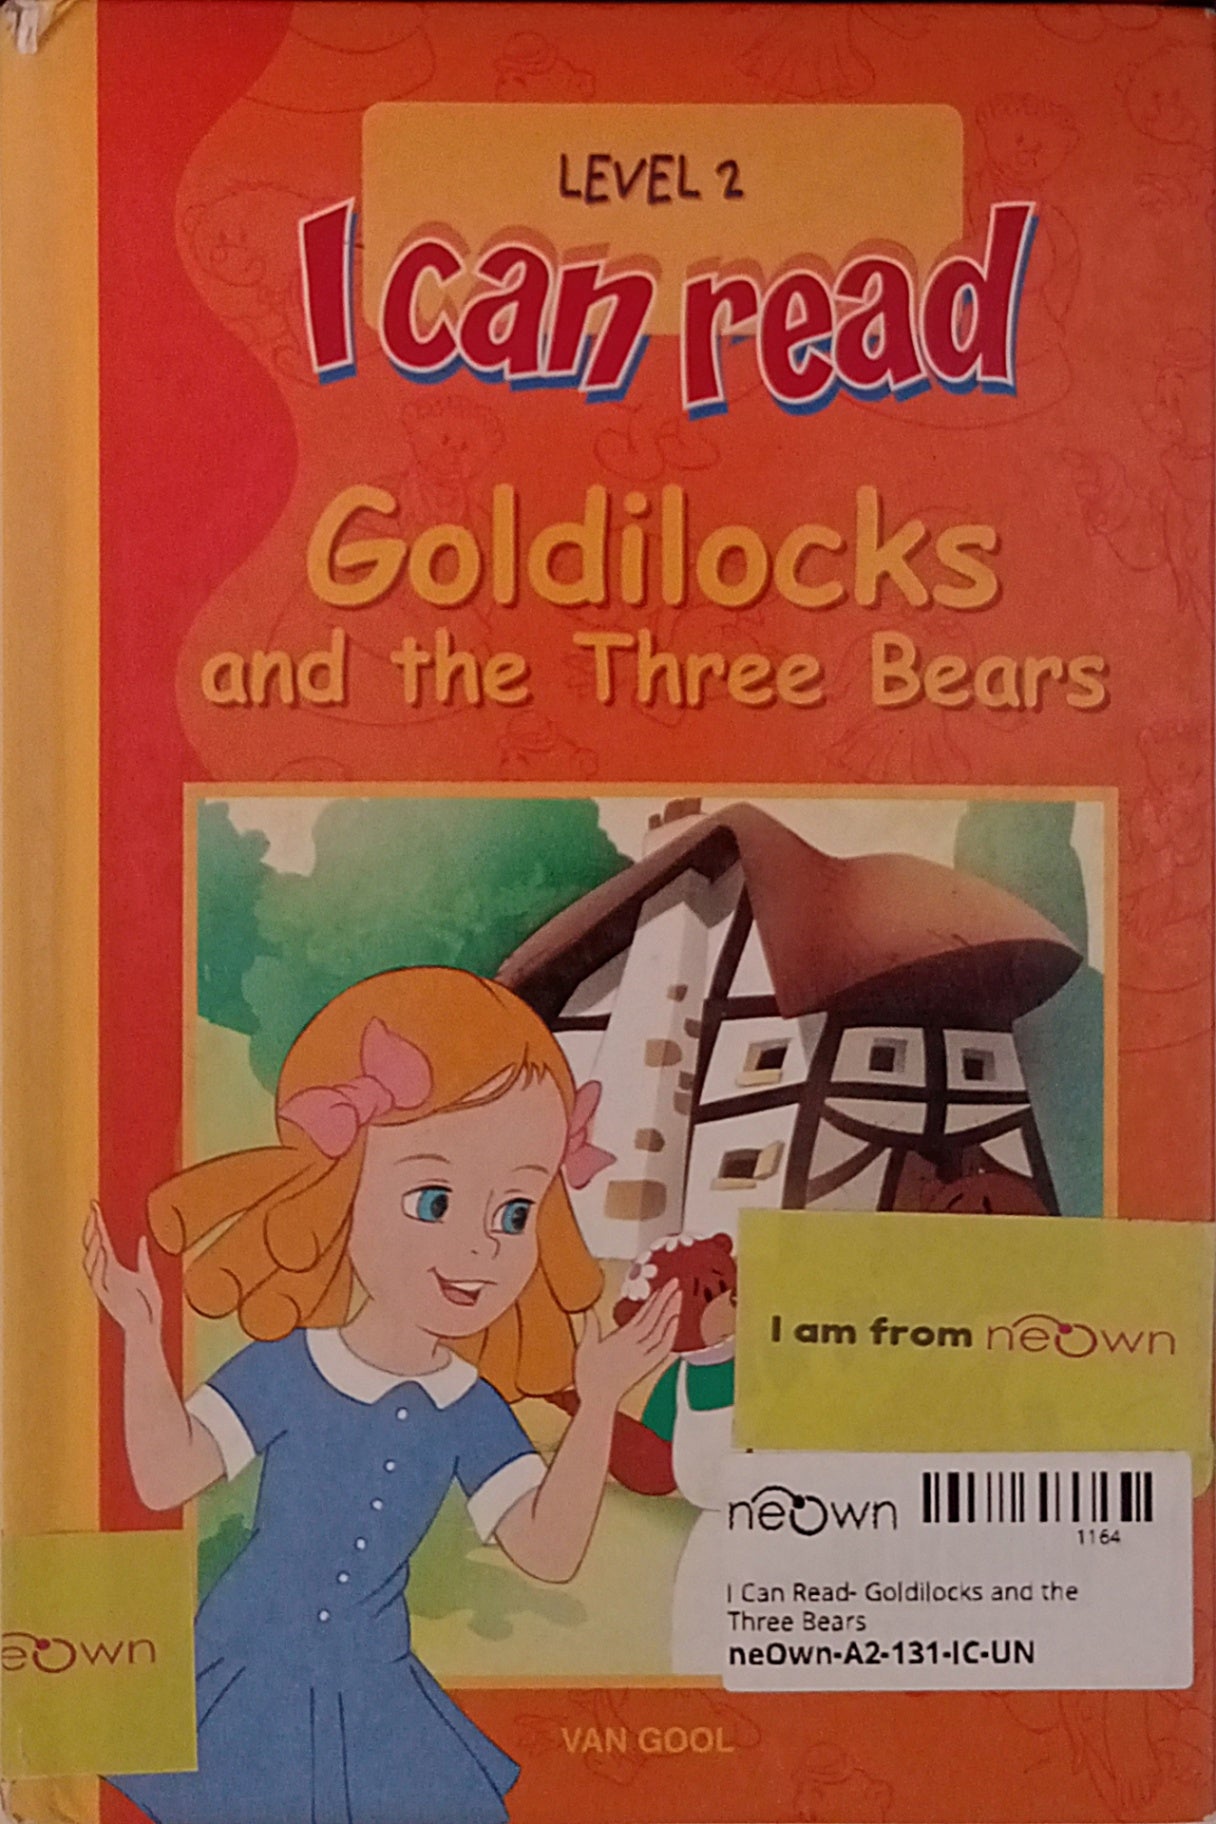 LEVEL 2
I can read
Goldilocks
and the Three Bears
I am from neOwn
neOwn
1164
I Can Read- Goldilocks and the
Three Bears
neOwn-A2-131-IC-UN
eOwn
VAN GOOL